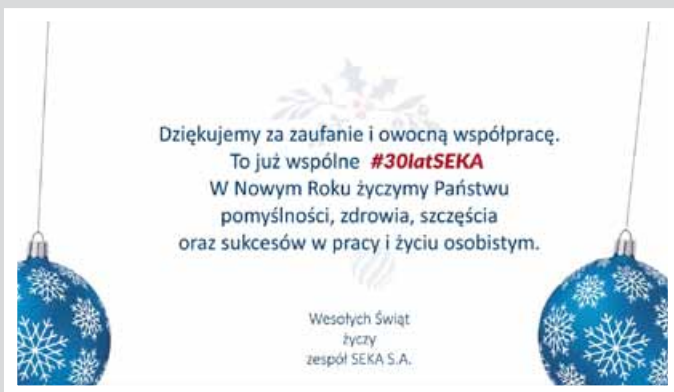 Dziękujemy za zaufanie i owocną współpracę.
To już wspólne #30latSEKA
W Nowym Roku życzymy Państwu
pomyślności, zdrowia, szczęścia
oraz sukcesów w pracy i życiu osobistym.
Wesołych Świąt
życzy
zespół SEKA S.A.